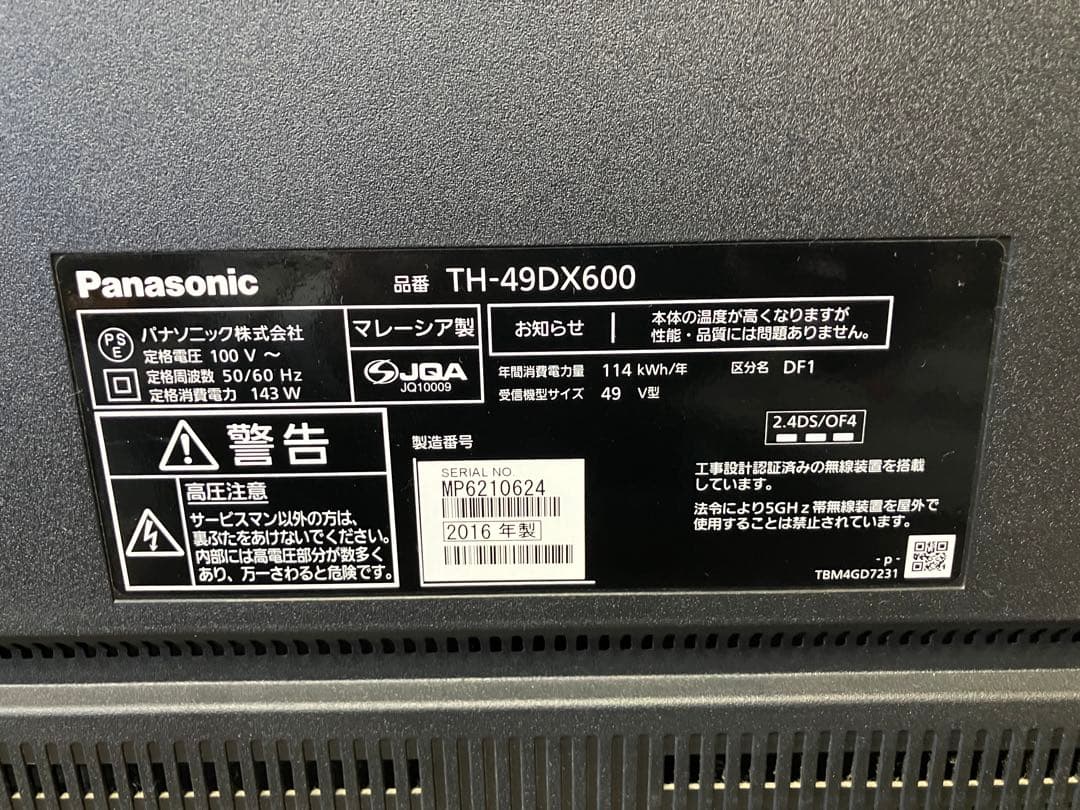 Panasonic
品番 TH-49DX600
PSE
パナソニック株式会社
定格電圧 100 V ～
定格周波数 50/60 Hz
定格消費電力 143 W
マレーシア製
JQA
JQ10009
お知らせ
本体の温度が高くなりますが
性能・品質には問題ありません。
年間消費電力量 114 kWh/年 区分名 DF1
受信機型サイズ 49 V型
警告
高圧注意
サービスマン以外の方は、
裏ぶたをあけないでください。
内部には高電圧部分が数多く
あり、万一さわると危険です。
製造番号
SERIAL NO.
MP6210624
2016 年製
2.4DS/OF4
工事設計認証済みの無線装置を搭載
しています。
法令により5GHz帯無線装置を屋外で
使用することは禁止されています。
- p -
TBM4GD7231